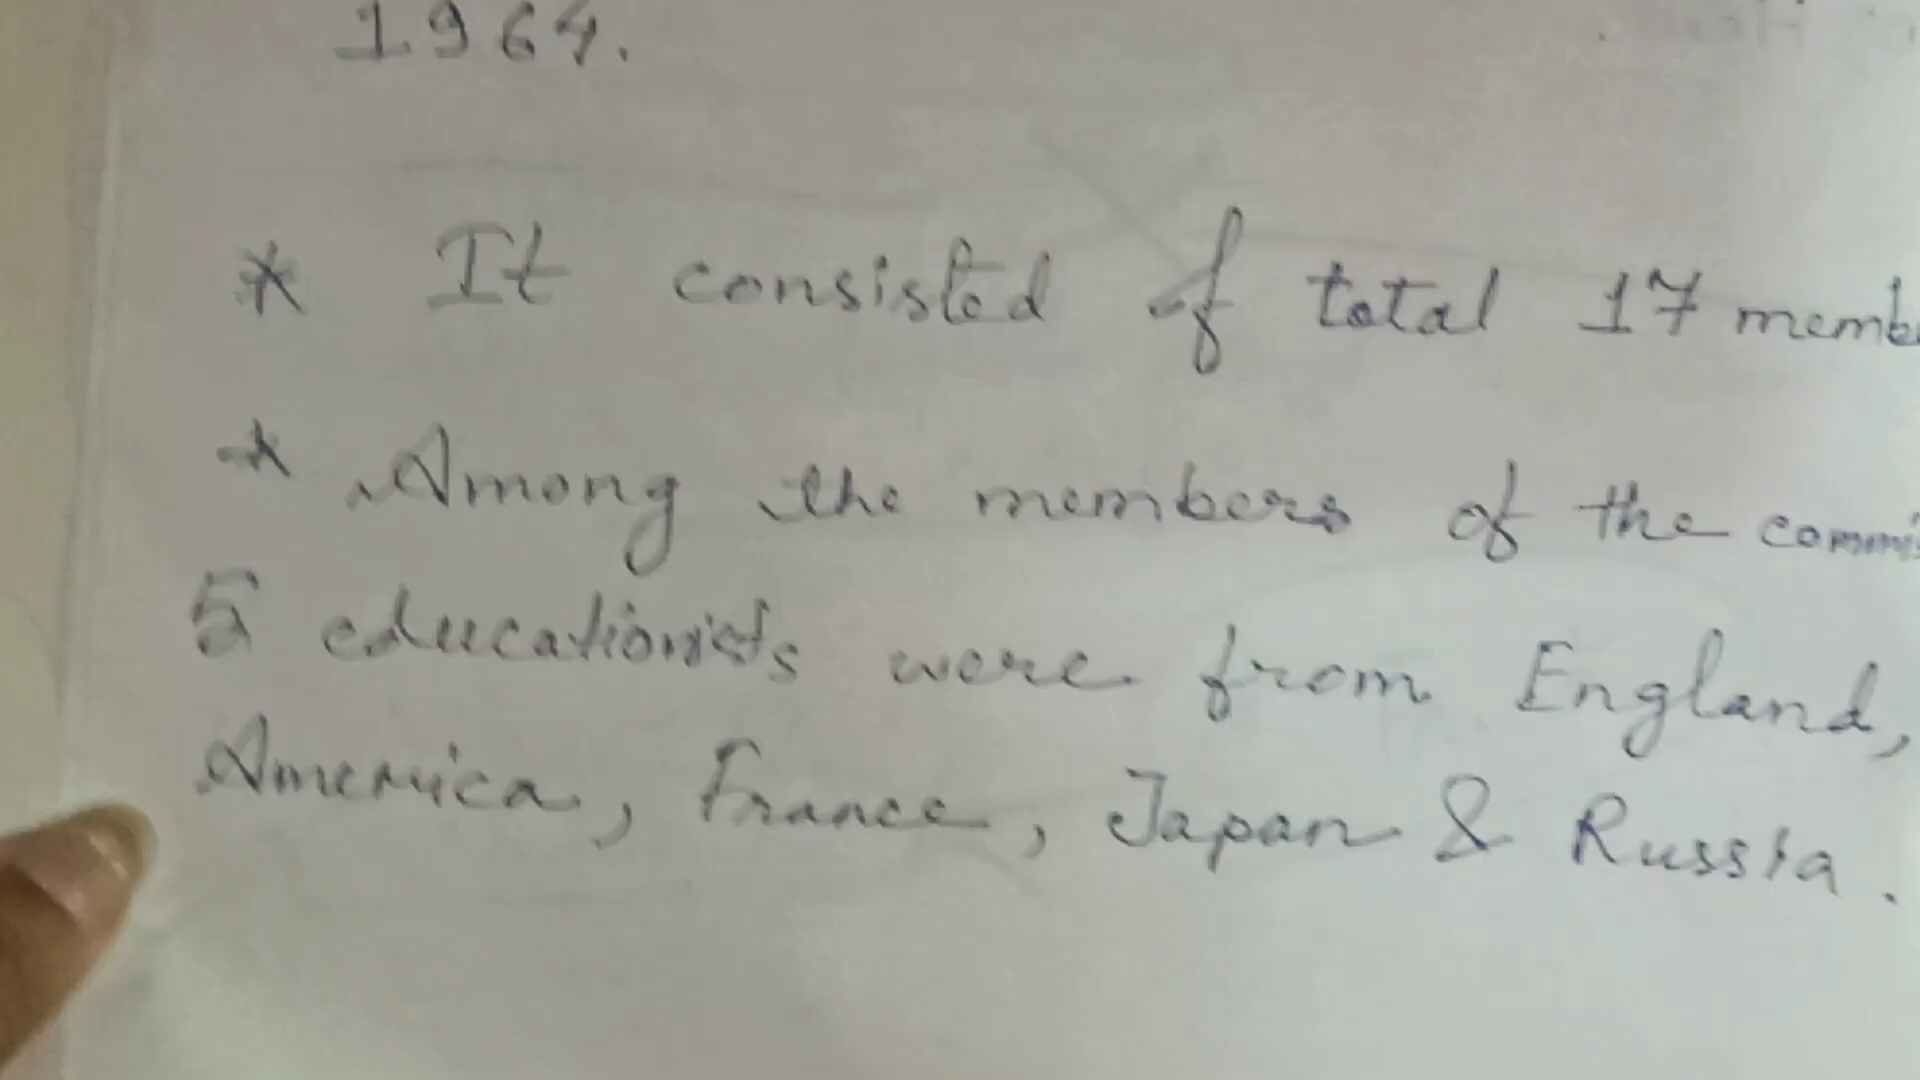 1964.
* It consisted of total 17 memb
* Among the members of the commis
5 educationists were from England,
America, France, Japan & Russia.